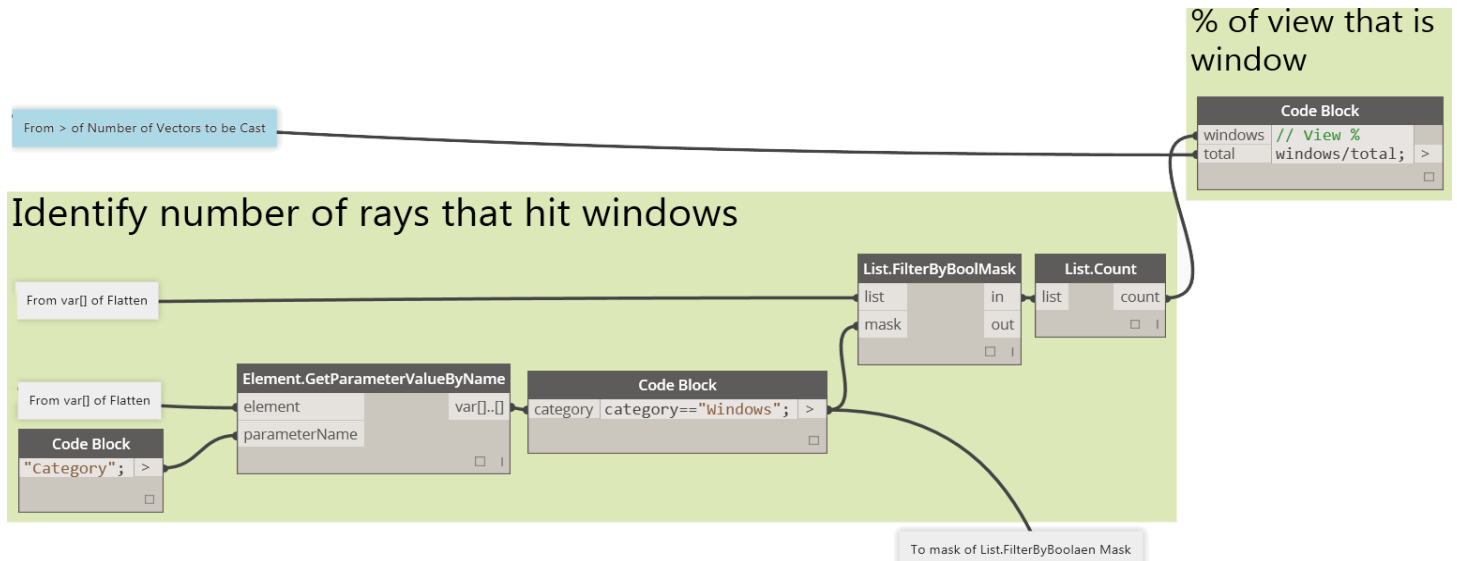 % of view that is
window
Code Block
windows // View %
total windows/total; >
From > of Number of Vectors to be Cast
Identify number of rays that hit windows
List.FilterByBoolMask
list in
mask out
List.Count
list count
From var[] of Flatten
Element.GetParameterValueByName
element var[]..[]
parameterName
Code Block
category category=="Windows"; >
From var[] of Flatten
Code Block
"Category"; >
To mask of List.FilterByBoolaen Mask